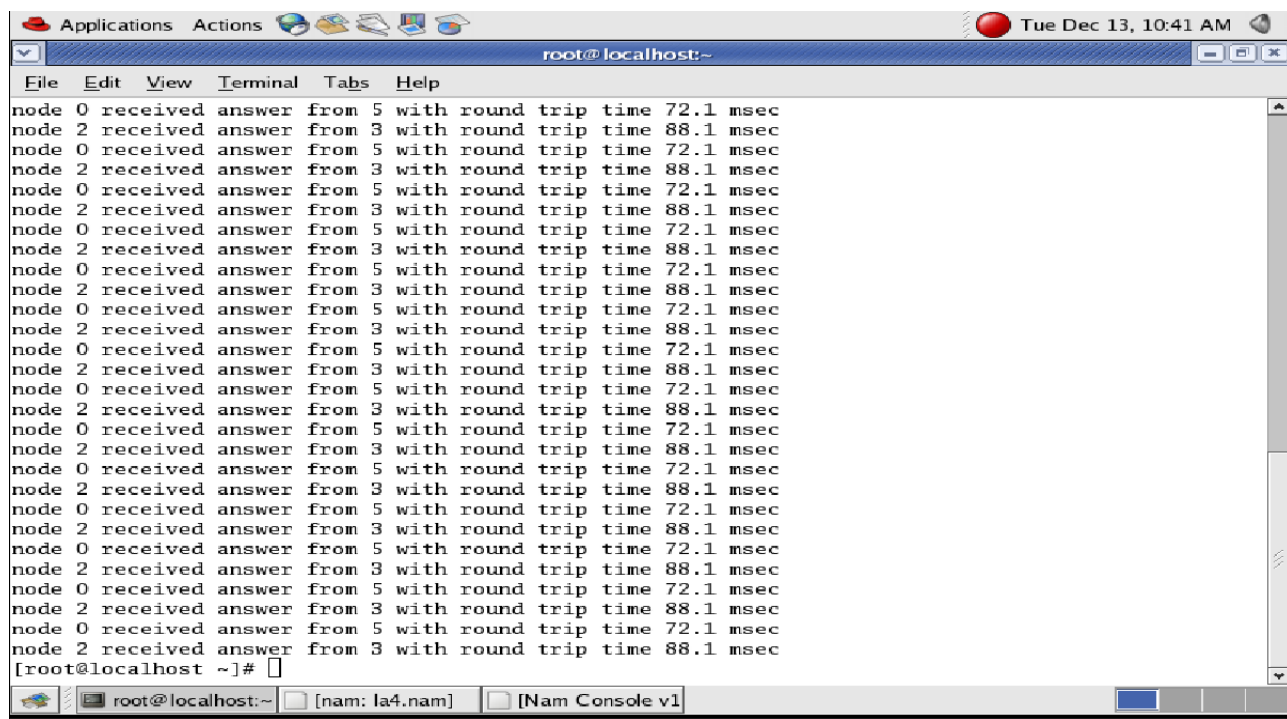 Applications Actions Tue Dec 13, 10:41 AM
root@localhost:~
File Edit View Terminal Tabs Help
node 0 received answer from 5 with round trip time 72.1 msec
node 2 received answer from 3 with round trip time 88.1 msec
node 0 received answer from 5 with round trip time 72.1 msec
node 2 received answer from 3 with round trip time 88.1 msec
node 0 received answer from 5 with round trip time 72.1 msec
node 2 received answer from 3 with round trip time 88.1 msec
node 0 received answer from 5 with round trip time 72.1 msec
node 2 received answer from 3 with round trip time 88.1 msec
node 0 received answer from 5 with round trip time 72.1 msec
node 2 received answer from 3 with round trip time 88.1 msec
node 0 received answer from 5 with round trip time 72.1 msec
node 2 received answer from 3 with round trip time 88.1 msec
node 0 received answer from 5 with round trip time 72.1 msec
node 2 received answer from 3 with round trip time 88.1 msec
node 0 received answer from 5 with round trip time 72.1 msec
node 2 received answer from 3 with round trip time 88.1 msec
node 0 received answer from 5 with round trip time 72.1 msec
node 2 received answer from 3 with round trip time 88.1 msec
node 0 received answer from 5 with round trip time 72.1 msec
node 2 received answer from 3 with round trip time 88.1 msec
node 0 received answer from 5 with round trip time 72.1 msec
node 2 received answer from 3 with round trip time 88.1 msec
node 0 received answer from 5 with round trip time 72.1 msec
node 2 received answer from 3 with round trip time 88.1 msec
node 0 received answer from 5 with round trip time 72.1 msec
node 2 received answer from 3 with round trip time 88.1 msec
node 0 received answer from 5 with round trip time 72.1 msec
node 2 received answer from 3 with round trip time 88.1 msec
[root@localhost ~]#
root@localhost:~ [nam: la4.nam] [Nam Console v1